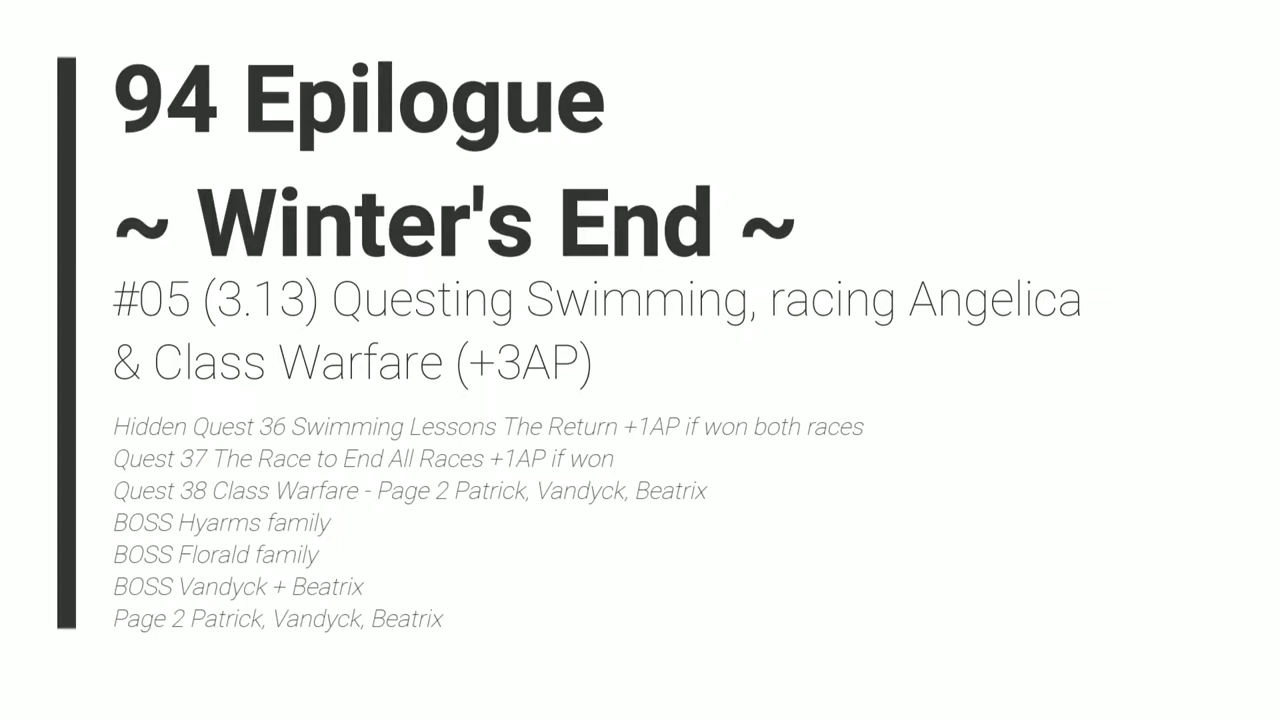 94 Epilogue
~ Winter's End ~
#05 (3.13) Questing Swimming, racing Angelica
& Class Warfare (+3AP)
Hidden Quest 36 Swimming Lessons The Return +1AP if won both races
Quest 37 The Race to End All Races +1AP if won
Quest 38 Class Warfare - Page 2 Patrick, Vandyck, Beatrix
BOSS Hyarms family
BOSS Florald family
BOSS Vandyck + Beatrix
Page 2 Patrick, Vandyck, Beatrix